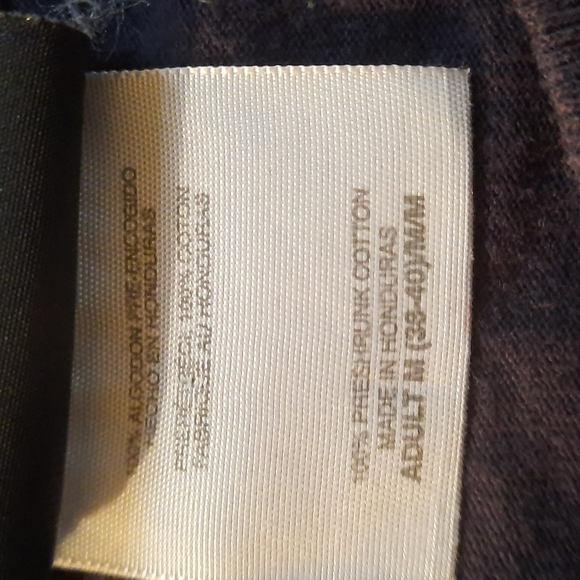 100% ALGODON PRE-ENCOGIDO
HECHO EN HONDURAS
100% COTON
FABRIQUE AU HONDURAS
100% PRESHRUNK COTTON
MADE IN HONDURAS
ADULT M (38-40)/M/M